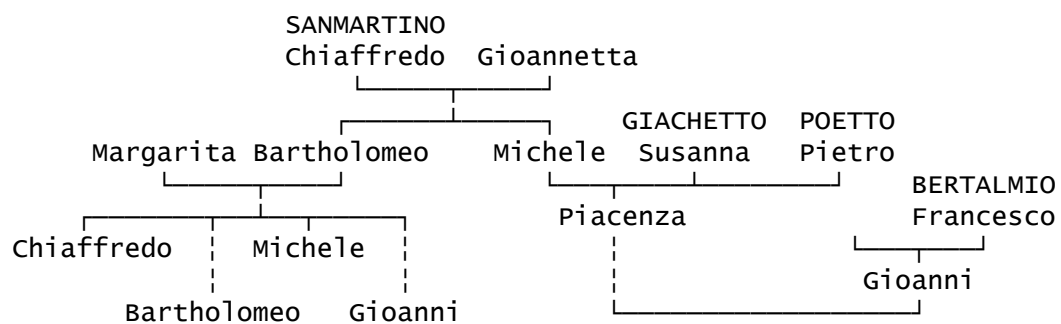 SANMARTINO
Chiaffredo Gioannetta
GIACHETTO POETTO
Margarita Bartholomeo Michele Susanna Pietro
BERTALMIO
Piacenza Francesco
Chiaffredo Michele
Gioanni
Bartholomeo Gioanni